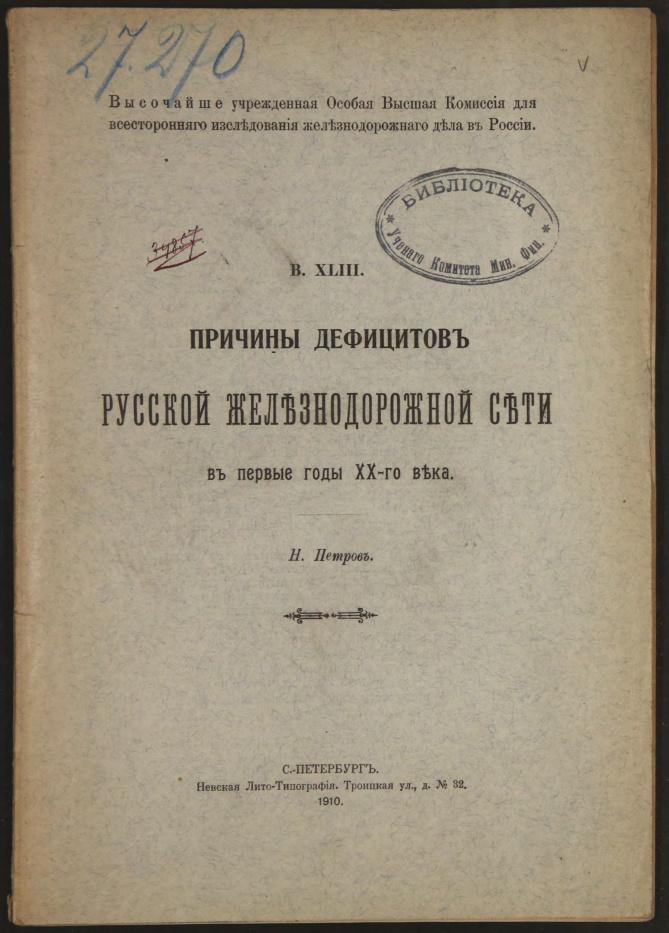 27.270
v
Высочайше учрежденная Особая Высшая Комиссія для
всесторонняго изслѣдованія желѣзнодорожнаго дѣла въ Россіи.
* БИБЛІОТЕКА *
Ученаго Комитета Мин. Фин.
39857
В. XLIII.
ПРИЧИНЫ ДЕФИЦИТОВЪ
РУССКОЙ ЖЕЛѢЗНОДОРОЖНОЙ СѢТИ
въ первые годы XX-го вѣка.
Н. Петровъ.
С.-ПЕТЕРБУРГЪ.
Невская Лито-Типографія. Троицкая ул., д. № 32.
1910.